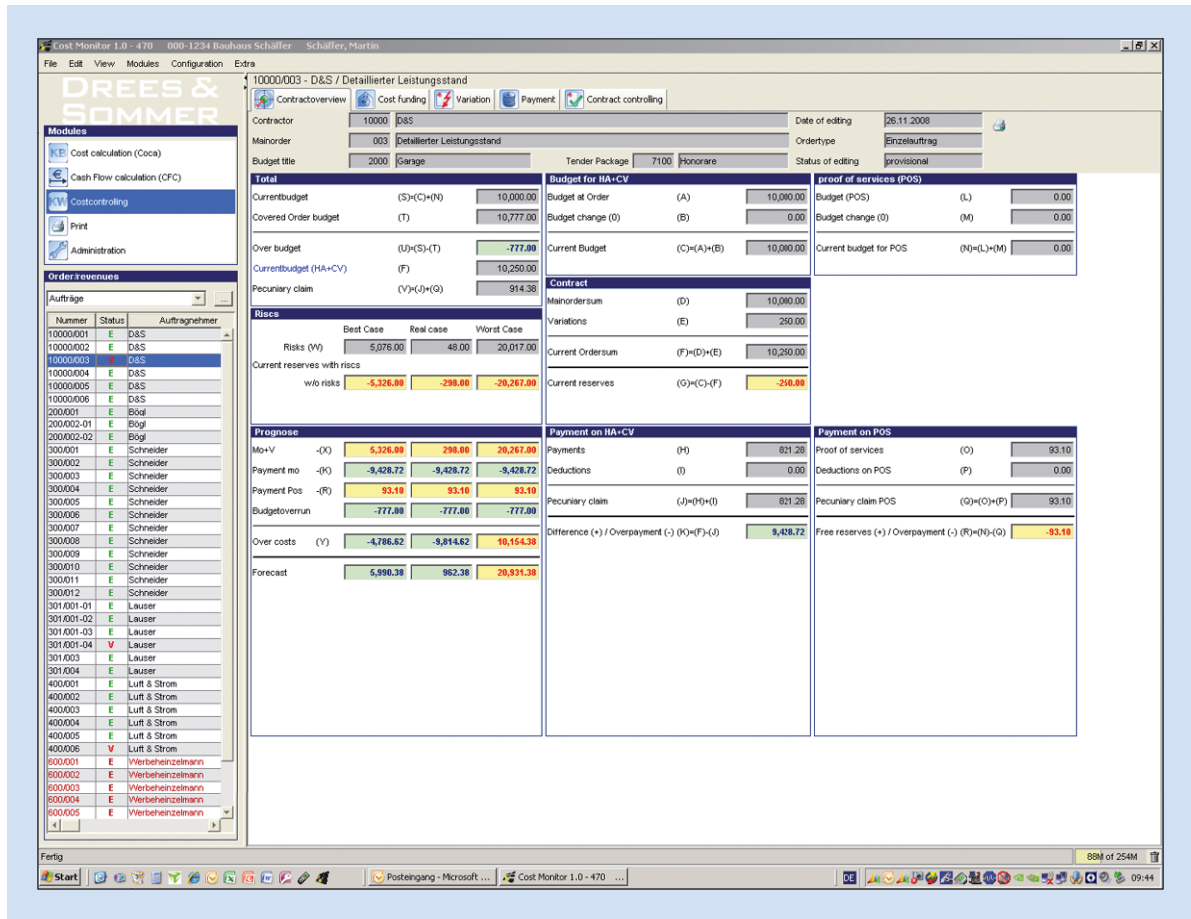 Cost Monitor 1.0 - 470 000-1234 Bauhaus Schäffer Schäffer, Martin
File Edit View Modules Configuration Extra
DREES & SOMMER
Modules
KB Cost calculation (Coca)
Cash Flow calculation (CFC)
KW Costcontroling
Print
Administration
Order/revenues
Aufträge ...
Nummer Status Auftragnehmer
10000/001 E D&S
10000/002 E D&S
10000/003 V D&S
10000/004 E D&S
10000/005 E D&S
10000/006 E D&S
200/001 E Bögl
200/002-01 E Bögl
200/002-02 E Bögl
300/001 E Schneider
300/002 E Schneider
300/003 E Schneider
300/004 E Schneider
300/005 E Schneider
300/006 E Schneider
300/007 E Schneider
300/008 E Schneider
300/009 E Schneider
300/010 E Schneider
300/011 E Schneider
300/012 E Schneider
301/001-01 E Lauser
301/001-02 E Lauser
301/001-03 E Lauser
301/001-04 V Lauser
301/003 E Lauser
301/004 E Lauser
400/001 E Luft & Strom
400/002 E Luft & Strom
400/003 E Luft & Strom
400/004 E Luft & Strom
400/005 E Luft & Strom
400/006 V Luft & Strom
600/001 E Werbeheinzelmann
600/002 E Werbeheinzelmann
600/003 E Werbeheinzelmann
600/004 E Werbeheinzelmann
600/005 E Werbeheinzelmann
10000/003 - D&S / Detaillierter Leistungsstand
Contractoverview Cost funding Variation Payment Contract controlling
Contractor 10000 D&S Date of editing 26.11.2008
Mainorder 003 Detaillierter Leistungsstand Ordertype Einzelauftrag
Budget title 2000 Garage Tender Package 7100 Honorare Status of editing provisional
Total
Currentbudget (S)=(C)+(N) 10,000.00
Covered Order budget (T) 10,777.00
Over budget (U)=(S)-(T) -777.00
Currentbudget (HA+CV) (F) 10,250.00
Pecuniary claim (V)=(J)+(Q) 914.38
Budget for HA+CV
Budget at Order (A) 10,000.00
Budget change (0) (B) 0.00
Current Budget (C)=(A)+(B) 10,000.00
proof of services (POS)
Budget (POS) (L) 0.00
Budget change (0) (M) 0.00
Current budget for POS (N)=(L)+(M) 0.00
Riscs
Best Case Real case Worst Case
Risks (W) 5,076.00 48.00 20,017.00
Current reserves with riscs
w/o risks -5,326.00 -298.00 -20,267.00
Contract
Mainordersum (D) 10,000.00
Variations (E) 250.00
Current Ordersum (F)=(D)+(E) 10,250.00
Current reserves (G)=(C)-(F) -250.00
Prognose
Mo+V -(X) 5,326.00 298.00 20,267.00
Payment mo -(K) -9,428.72 -9,428.72 -9,428.72
Payment Pos -(R) 93.10 93.10 93.10
Budgetoverrun -777.00 -777.00 -777.00
Over costs (Y) -4,786.62 -9,814.62 10,154.38
Forecast 5,990.38 962.38 20,931.38
Payment on HA+CV
Payments (H) 821.28
Deductions (I) 0.00
Pecuniary claim (J)=(H)+(I) 821.28
Difference (+) / Overpayment (-) (K)=(F)-(J) 9,428.72
Payment on POS
Proof of services (O) 93.10
Deductions on POS (P) 0.00
Pecuniary claim POS (Q)=(O)+(P) 93.10
Free reserves (+) / Overpayment (-) (R)=(N)-(Q) -93.10
Fertig 88M of 254M
Start Posteingang - Microsoft ... Cost Monitor 1.0 - 470 ... DE 09:44